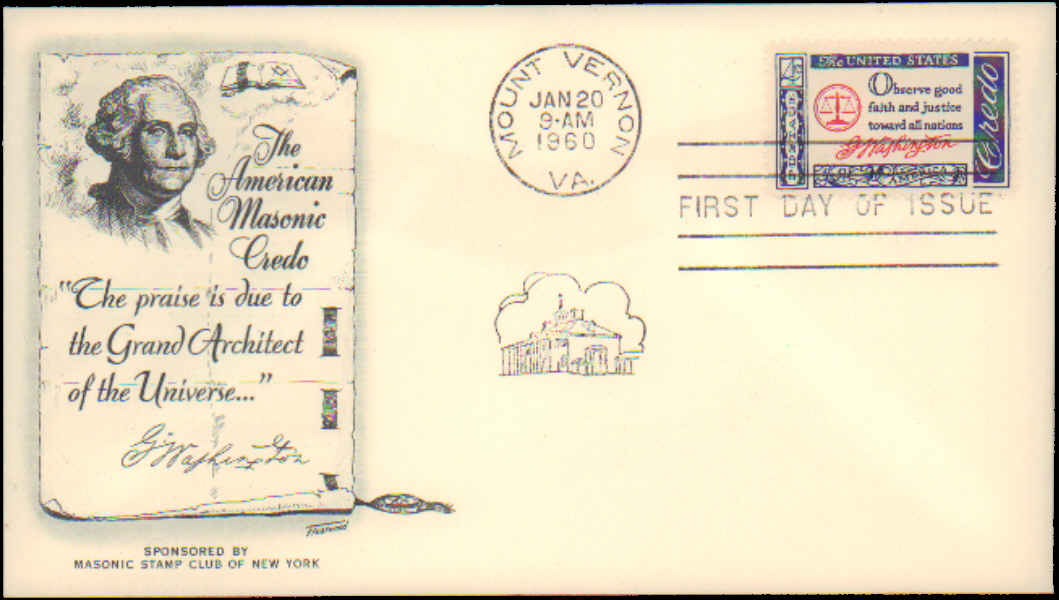 The
American
Masonic
Credo
"The praise is due to
the Grand Architect
of the Universe..."
G Washington
SPONSORED BY
MASONIC STAMP CLUB OF NEW YORK
MOUNT VERNON
JAN 20
9-AM
1960
VA.
The UNITED STATES
Observe good
faith and justice
toward all nations
G Washington
Credo
FIRST DAY OF ISSUE